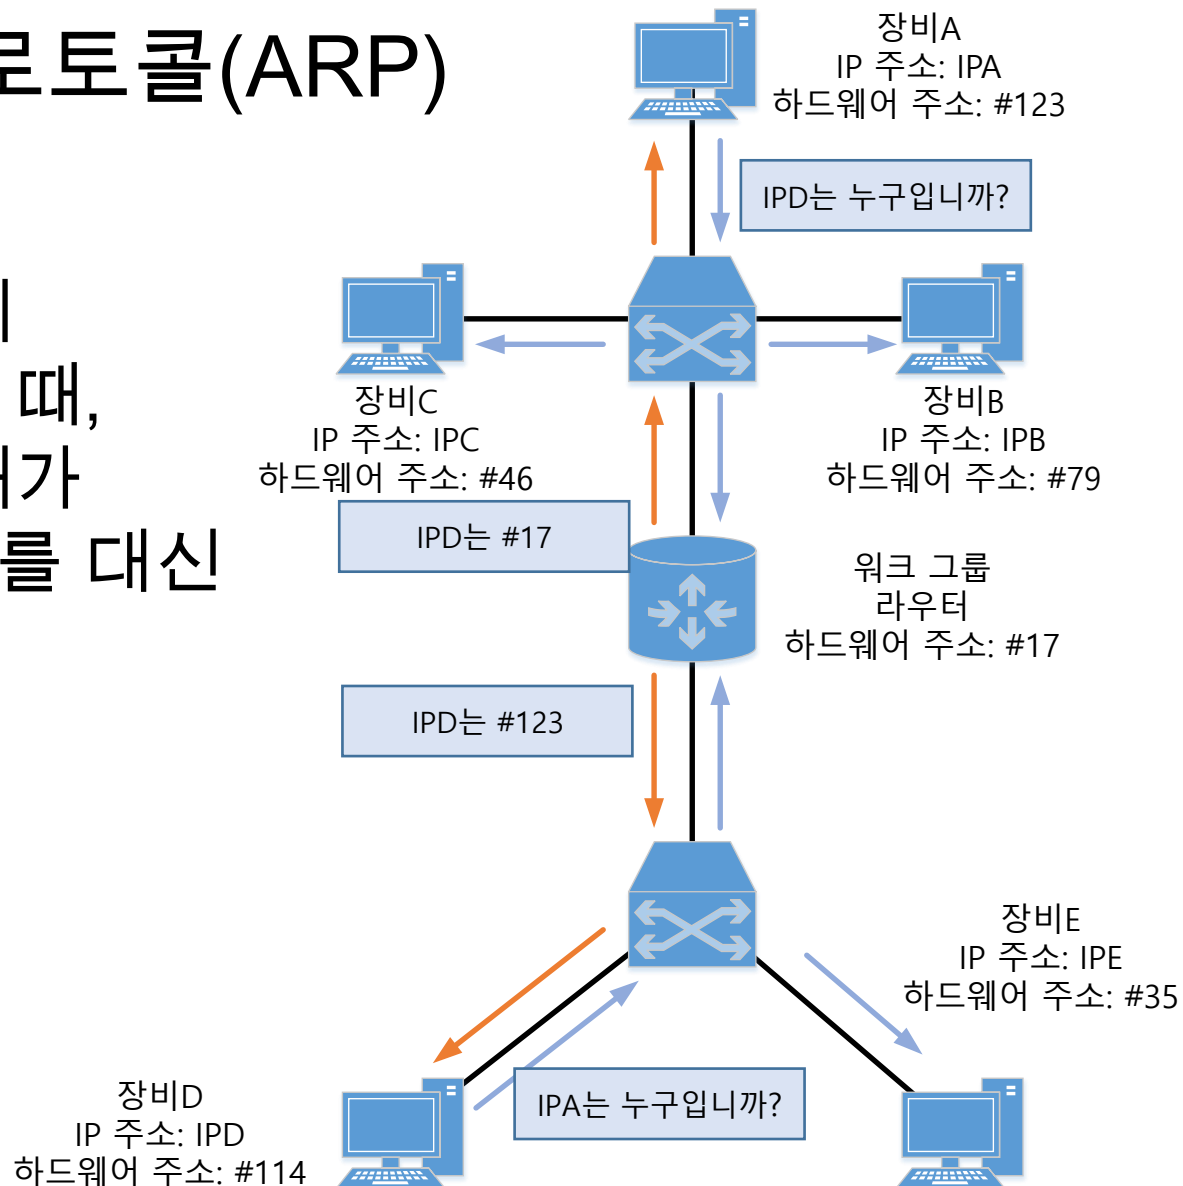 로토콜(ARP)
때,
를 대신
장비A
IP 주소: IPA
하드웨어 주소: #123
IPD는 누구입니까?
장비C
IP 주소: IPC
하드웨어 주소: #46
장비B
IP 주소: IPB
하드웨어 주소: #79
IPD는 #17
워크 그룹
라우터
하드웨어 주소: #17
IPD는 #123
장비E
IP 주소: IPE
하드웨어 주소: #35
IPA는 누구입니까?
장비D
IP 주소: IPD
하드웨어 주소: #114